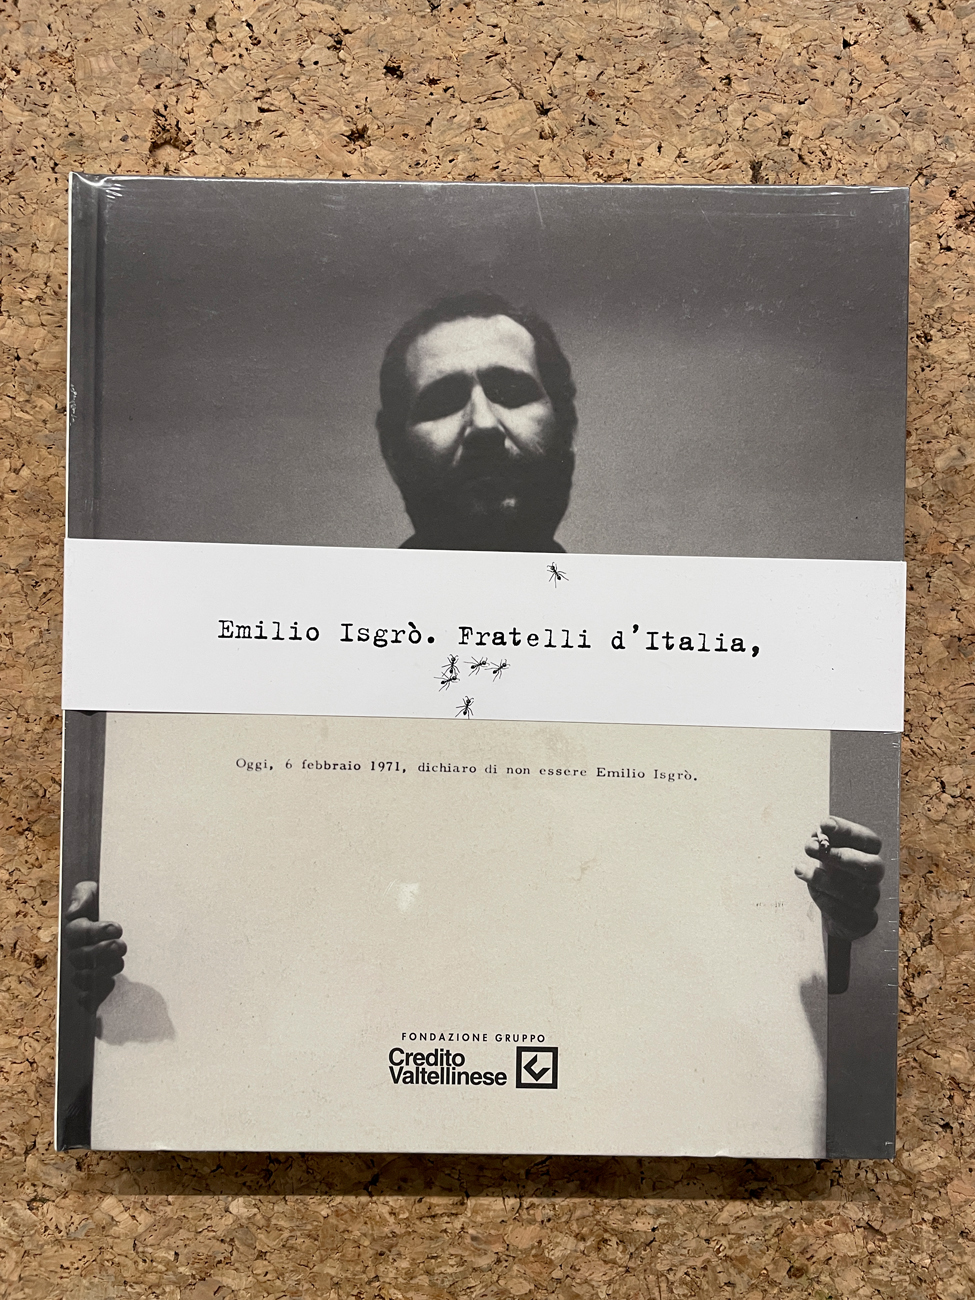 Emilio Isgrò. Fratelli d'Italia,
Oggi, 6 febbraio 1971, dichiaro di non essere Emilio Isgrò.
FONDAZIONE GRUPPO
Credito
Valtellinese